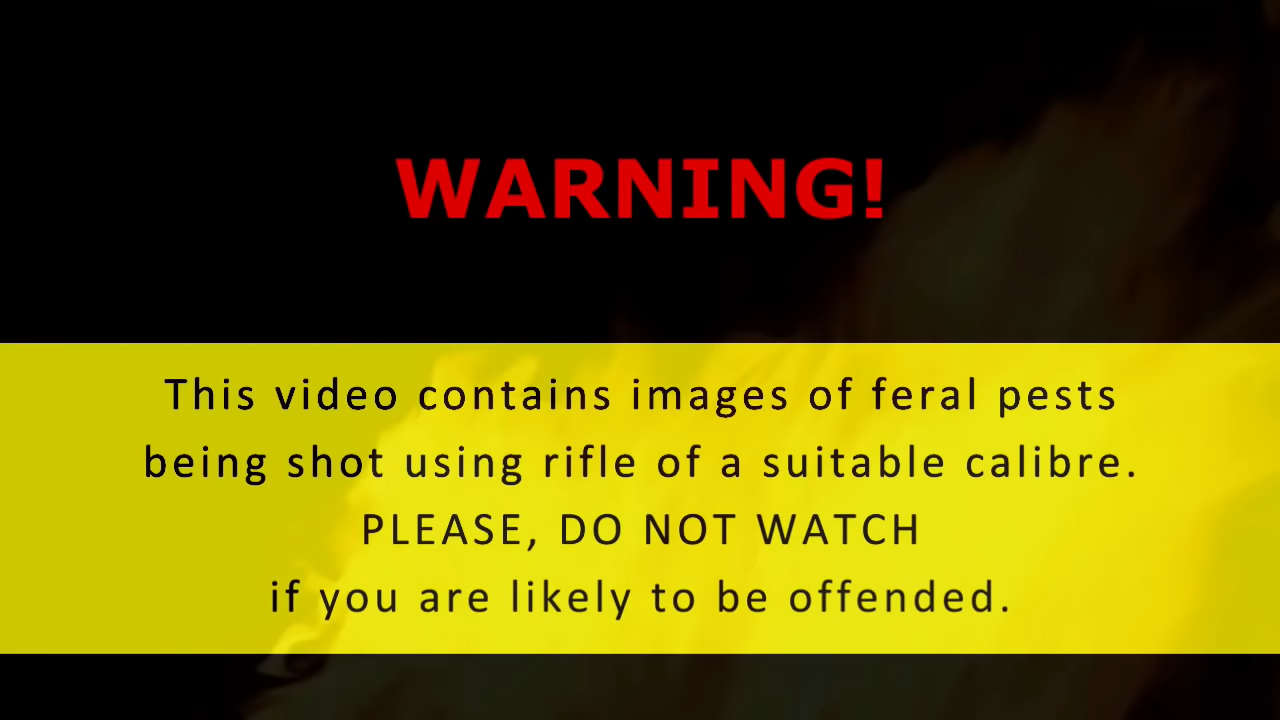 WARNING!
This video contains images of feral pests
being shot using rifle of a suitable calibre.
PLEASE, DO NOT WATCH
if you are likely to be offended.